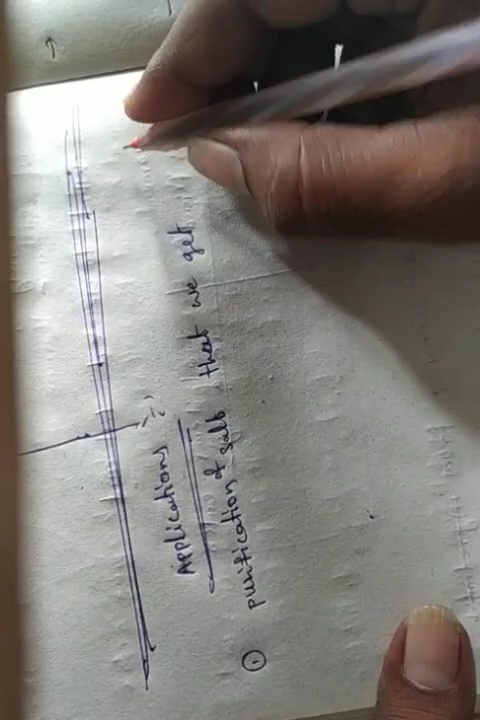 Applications :-
① purification of salt that we get